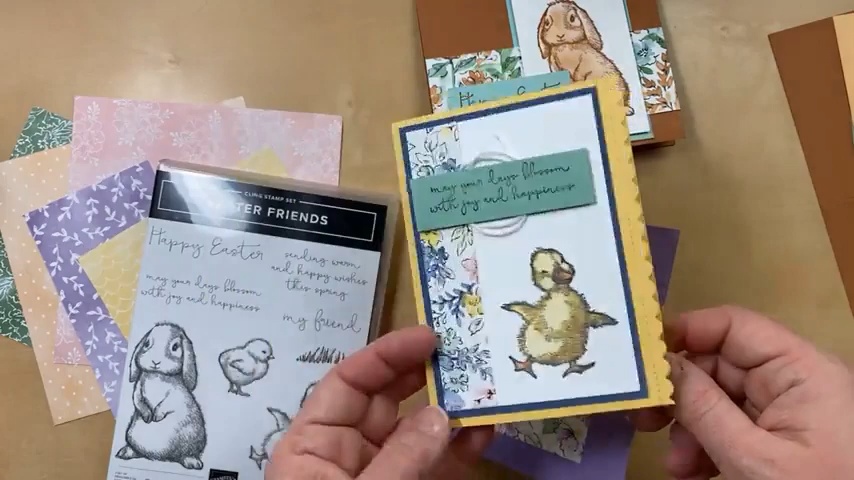 CLING STAMP SET
TER FRIENDS
Happy Easter
sending warm
and happy wishes
this spring
may your days blossom
with joy and happiness
my friend
may your days blossom
with joy and happiness